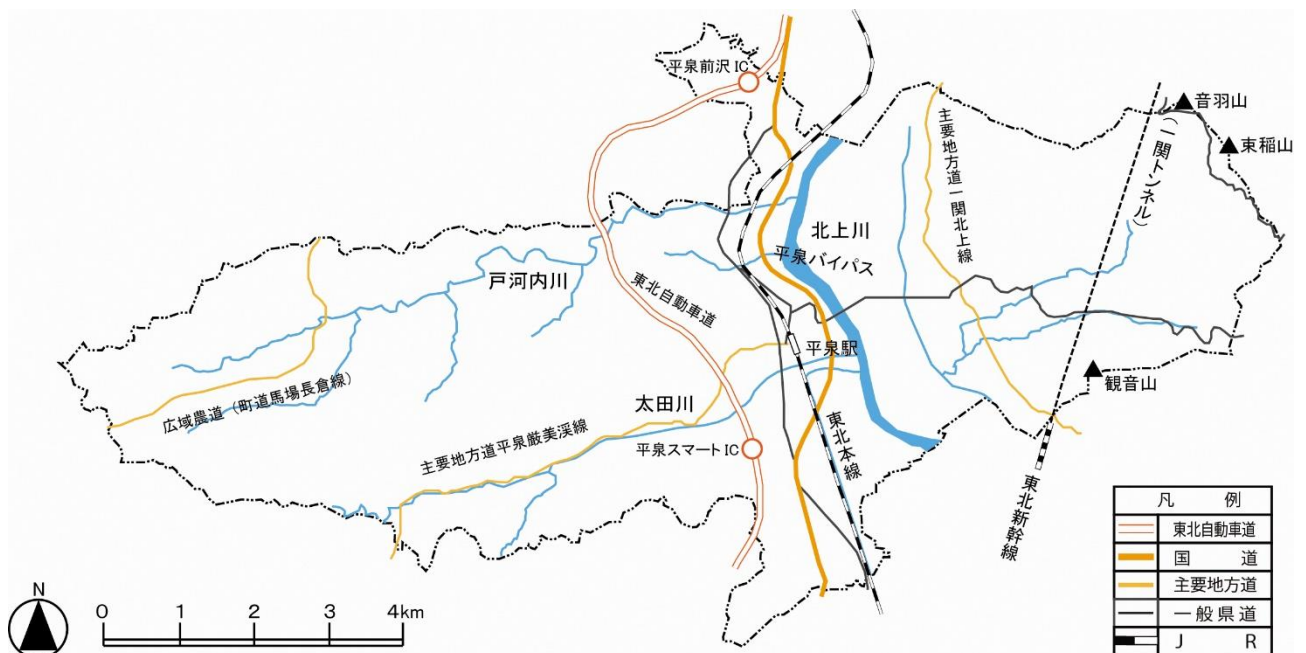 平泉前沢IC
音羽山
束稲山
(一関トンネル)
主要地方道一関北上線
北上川
平泉バイパス
戸河内川
東北自動車道
平泉駅
観音山
広域農道(町道馬場長倉線)
太田川
主要地方道平泉厳美渓線
平泉スマートIC
東北本線
東北新幹線
凡 例
東北自動車道
国 道
主要地方道
一般県道
J R
N
0 1 2 3 4km